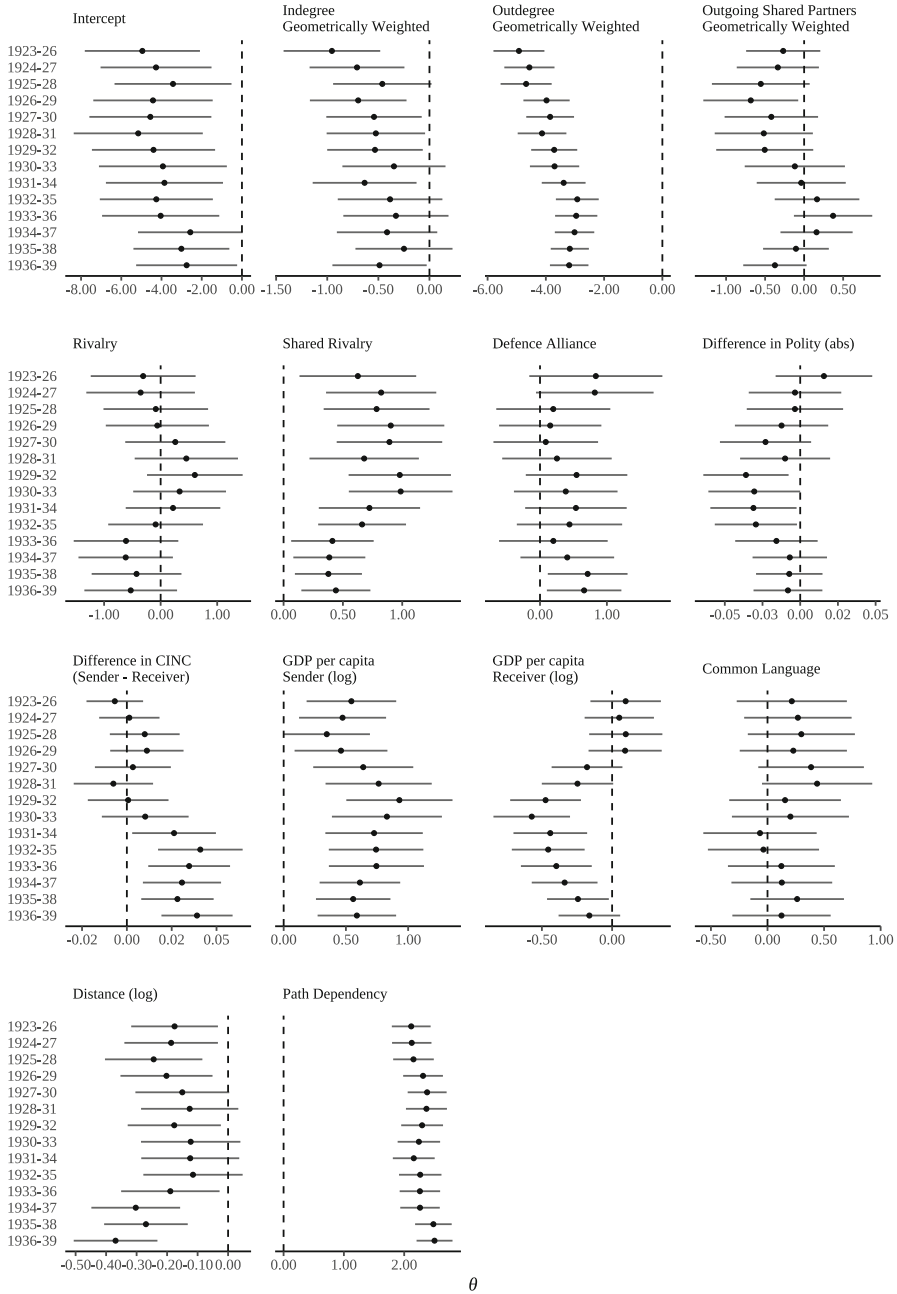 Intercept
Indegree
Geometrically Weighted
Outdegree
Geometrically Weighted
Outgoing Shared Partners
Geometrically Weighted
1923-26
1924-27
1925-28
1926-29
1927-30
1928-31
1929-32
1930-33
1931-34
1932-35
1933-36
1934-37
1935-38
1936-39
-8.00 -6.00 -4.00 -2.00 0.00
-1.50 -1.00 -0.50 0.00
-6.00 -4.00 -2.00 0.00
-1.00 -0.50 0.00 0.50
Rivalry
Shared Rivalry
Defence Alliance
Difference in Polity (abs)
1923-26
1924-27
1925-28
1926-29
1927-30
1928-31
1929-32
1930-33
1931-34
1932-35
1933-36
1934-37
1935-38
1936-39
-1.00 0.00 1.00
0.00 1.00
0.00 1.00
-0.05 -0.03 0.00 0.02 0.05
Difference in CINC
(Sender - Receiver)
GDP per capita
Sender (log)
GDP per capita
Receiver (log)
Common Language
1923-26
1924-27
1925-28
1926-29
1927-30
1928-31
1929-32
1930-33
1931-34
1932-35
1933-36
1934-37
1935-38
1936-39
-0.02 0.00 0.02 0.05
0.00 0.50 1.00
-0.50 0.00
-0.50 0.00 0.50 1.00
Distance (log)
Path Dependency
1923-26
1924-27
1925-28
1926-29
1927-30
1928-31
1929-32
1930-33
1931-34
1932-35
1933-36
1934-37
1935-38
1936-39
-0.50 -0.40 -0.30 -0.20 -0.10 0.00
0.00 1.00 2.00
θ